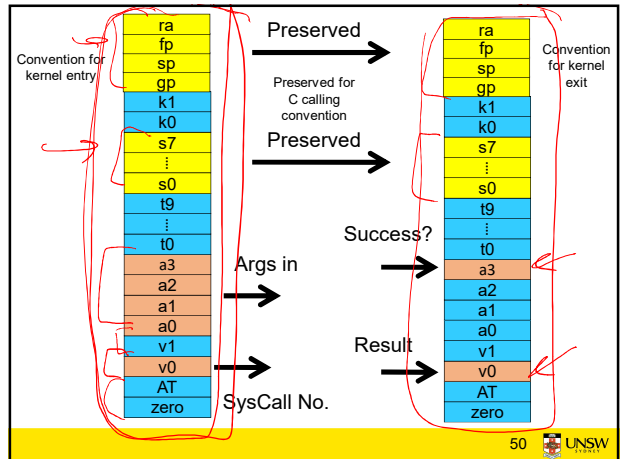 Convention for
kernel entry
ra
fp
sp
gp
k1
k0
s7
⁞
s0
t9
⁞
t0
a3
a2
a1
a0
v1
v0
AT
zero
Preserved
Preserved for
C calling
convention
Preserved
Args in
SysCall No.
Success?
Result
ra
fp
sp
gp
k1
k0
s7
⁞
s0
t9
⁞
t0
a3
a2
a1
a0
v1
v0
AT
zero
Convention
for kernel
exit
50
UNSW
SYDNEY